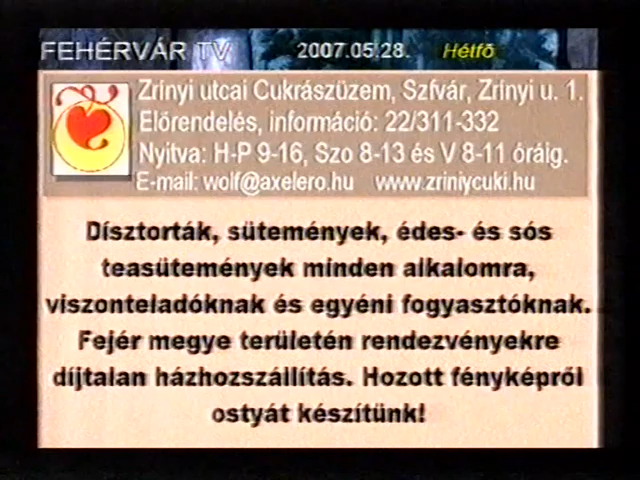 FEHÉRVÁR TV 2007.05.28. Hétfő
Zrínyi utcai Cukrászüzem, Szfvár, Zrínyi u. 1.
Előrendelés, információ: 22/311-332
Nyitva: H-P 9-16, Szo 8-13 és V 8-11 óráig.
E-mail: wolf@axelero.hu www.zriniycuki.hu
Dísztorták, sütemények, édes- és sós
teasütemények minden alkalomra,
viszonteladóknak és egyéni fogyasztóknak.
Fejér megye területén rendezvényekre
díjtalan házhozszállítás. Hozott fényképről
ostyát készítünk!